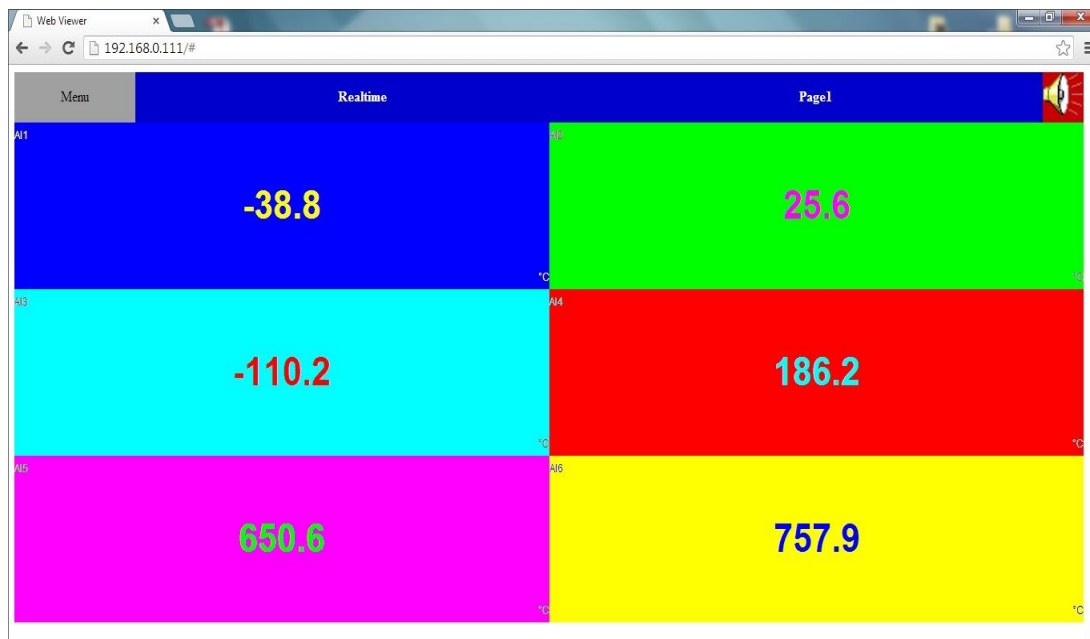 Web Viewer
192.168.0.111/#
Menu Realtime Page1
AI1
-38.8
°C
AI2
25.6
°C
AI3
-110.2
°C
AI4
186.2
°C
AI5
650.6
°C
AI6
757.9
°C